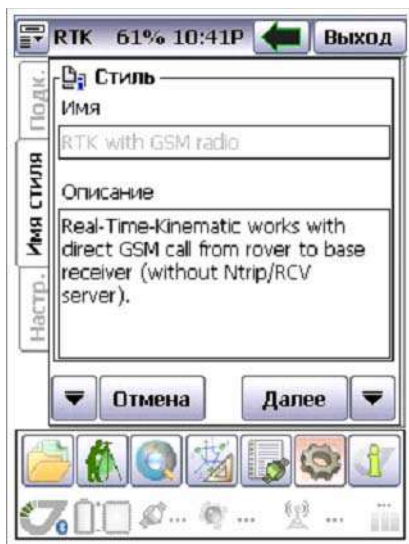 RTK 61% 10:41P Выход
Подк.
Имя стиля
Настр.
Стиль
Имя
RTK with GSM radio
Описание
Real-Time-Kinematic works with
direct GSM call from rover to base
receiver (without Ntrip/RCV
server).
Отмена Далее
... ... ...